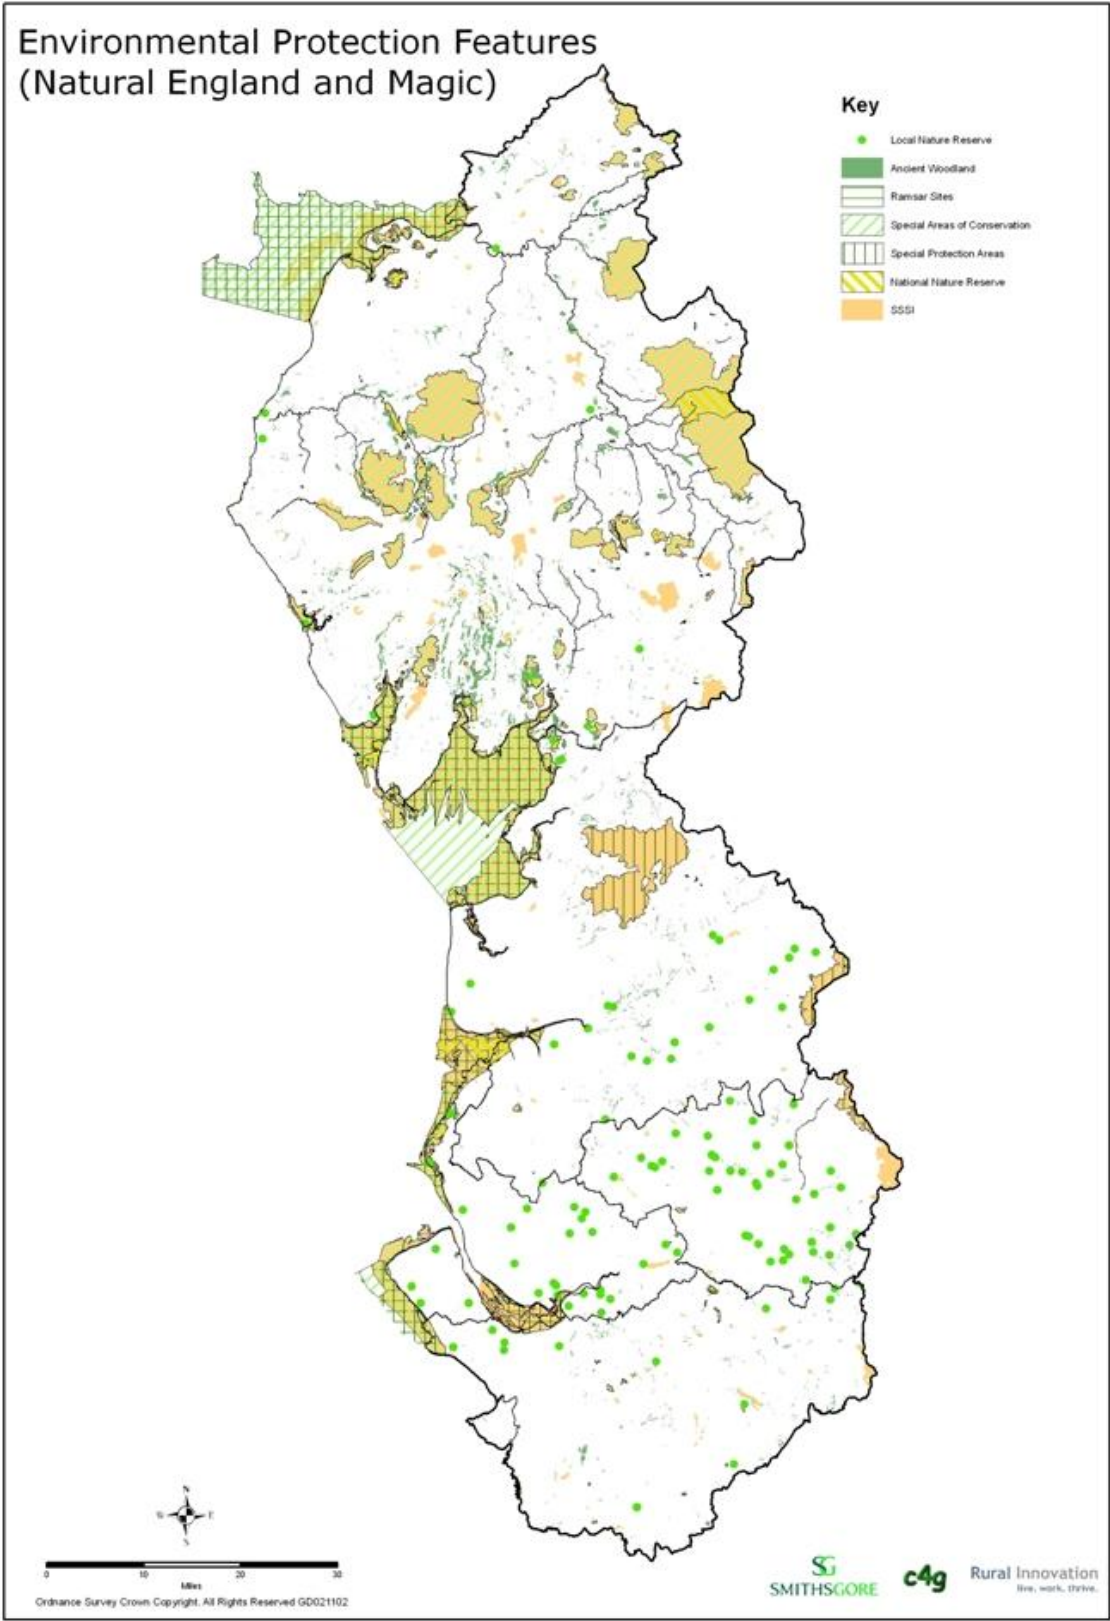 Environmental Protection Features
(Natural England and Magic)
Key
Local Nature Reserve
Ancient Woodland
Ramsar Sites
Special Areas of Conservation
Special Protection Areas
National Nature Reserve
SSSI
N
W E
S
0 10 20 30
Miles
Ordnance Survey Crown Copyright. All Rights Reserved GD021102
SG
SMITHSGORE
c4g
Rural Innovation
live. work. thrive.